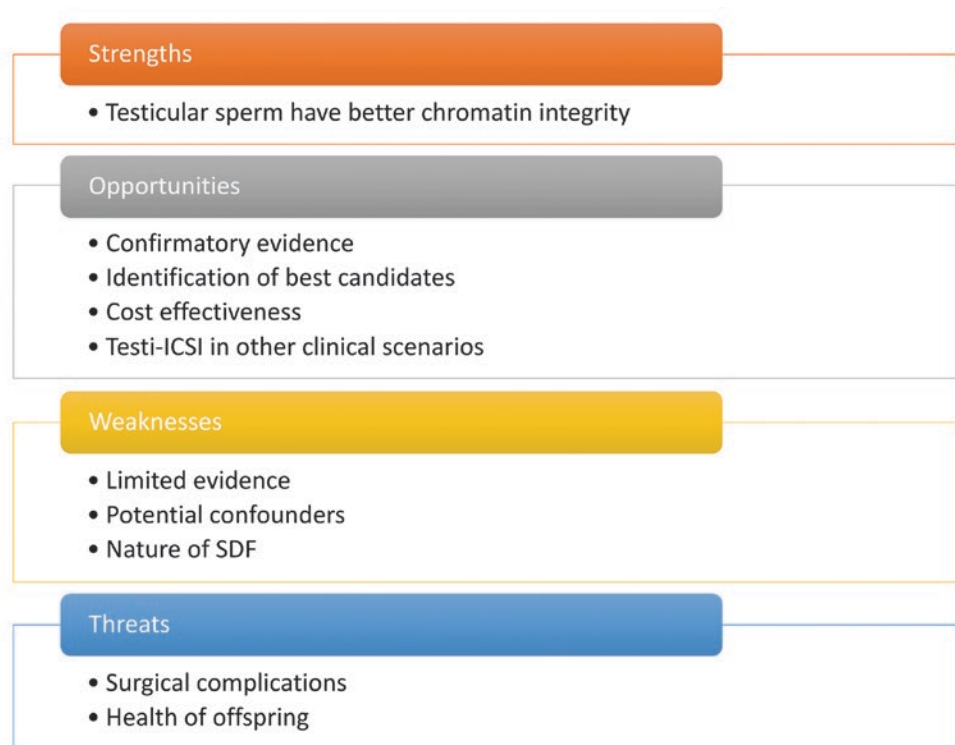 Strengths
• Testicular sperm have better chromatin integrity
Opportunities
• Confirmatory evidence
• Identification of best candidates
• Cost effectiveness
• Testi-ICSI in other clinical scenarios
Weaknesses
• Limited evidence
• Potential confounders
• Nature of SDF
Threats
• Surgical complications
• Health of offspring